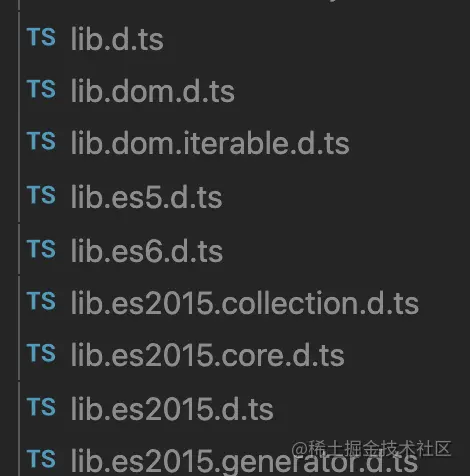 TS lib.d.ts
TS lib.dom.d.ts
TS lib.dom.iterable.d.ts
TS lib.es5.d.ts
TS lib.es6.d.ts
TS lib.es2015.collection.d.ts
TS lib.es2015.core.d.ts
TS lib.es2015.d.ts
TS lib.es2015.generator.d.ts
@稀土掘金技术社区